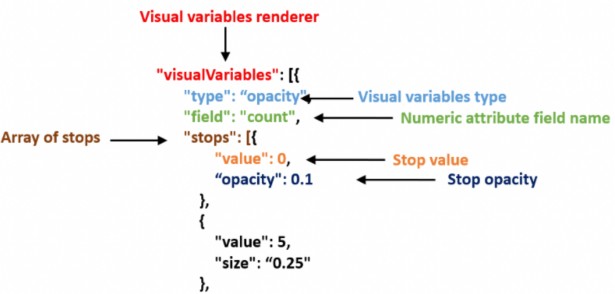 Visual variables renderer
"visualVariables": [{
"type": “opacity" Visual variables type
"field": "count", Numeric attribute field name
Array of stops "stops": [{
"value": 0, Stop value
“opacity": 0.1 Stop opacity
},
{
"value": 5,
"size": “0.25"
},